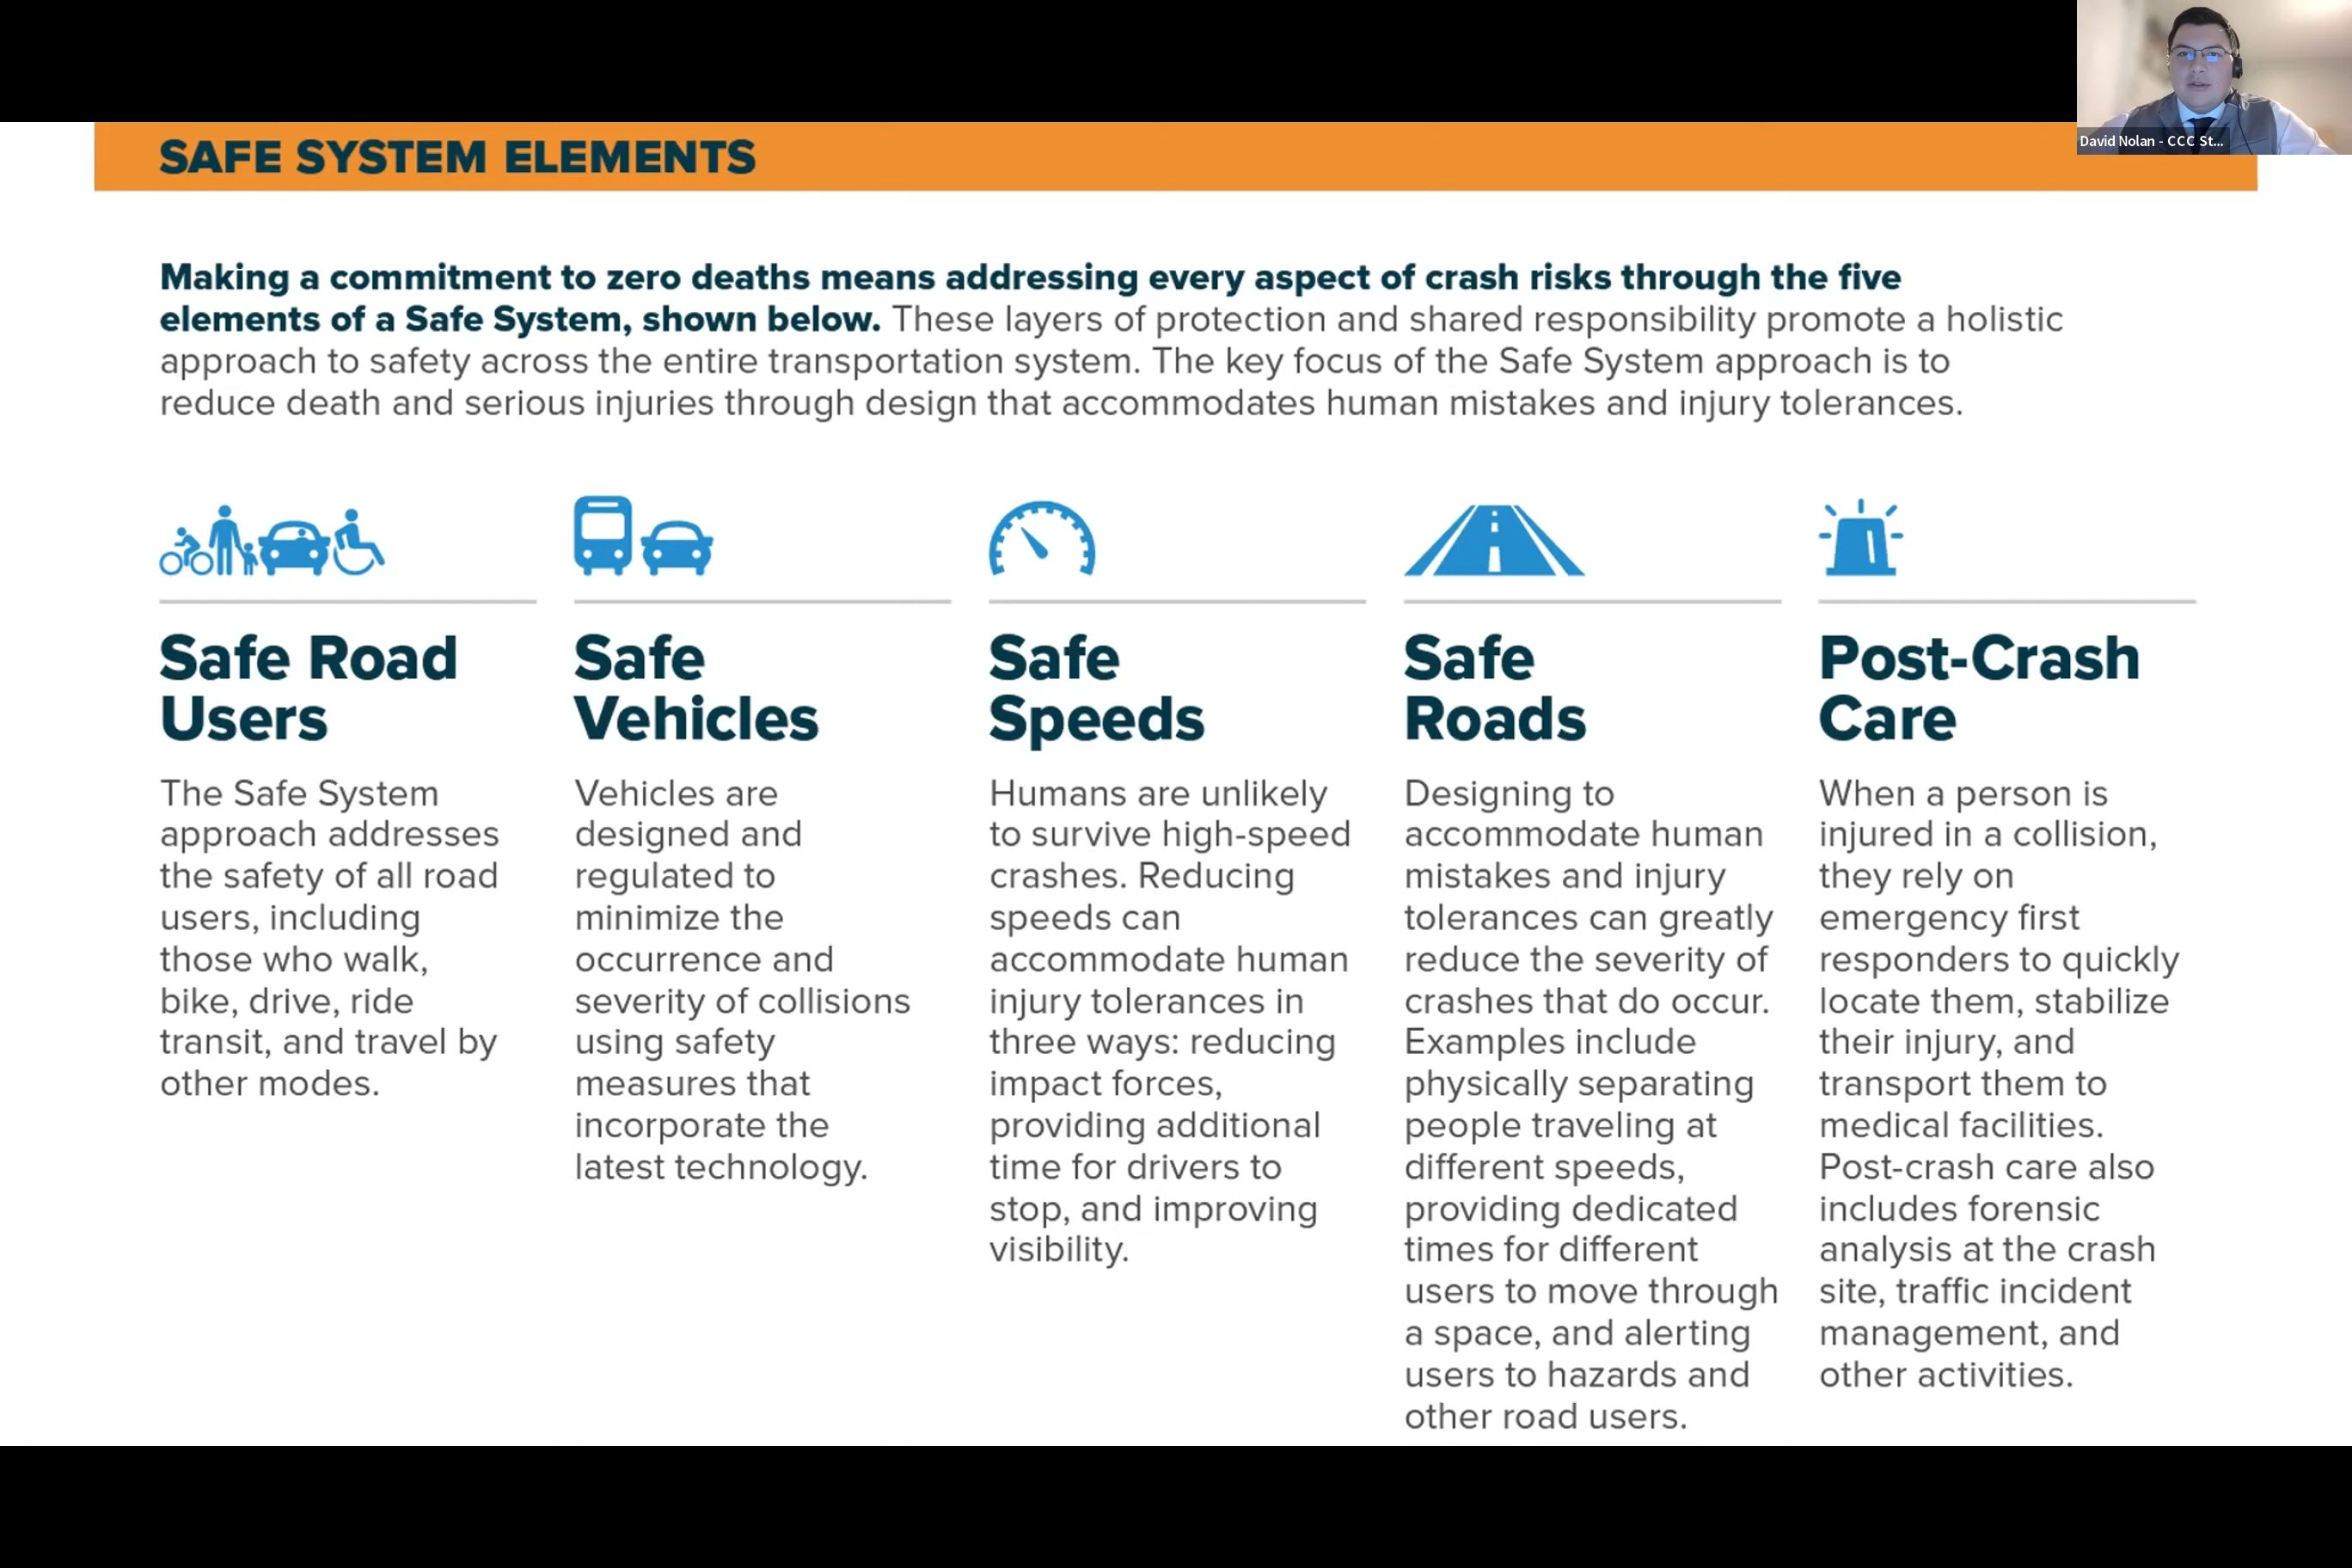 David Nolan - CCC St...
SAFE SYSTEM ELEMENTS
Making a commitment to zero deaths means addressing every aspect of crash risks through the five
elements of a Safe System, shown below. These layers of protection and shared responsibility promote a holistic
approach to safety across the entire transportation system. The key focus of the Safe System approach is to
reduce death and serious injuries through design that accommodates human mistakes and injury tolerances.
Safe Road
Users
The Safe System
approach addresses
the safety of all road
users, including
those who walk,
bike, drive, ride
transit, and travel by
other modes.
Safe
Vehicles
Vehicles are
designed and
regulated to
minimize the
occurrence and
severity of collisions
using safety
measures that
incorporate the
latest technology.
Safe
Speeds
Humans are unlikely
to survive high-speed
crashes. Reducing
speeds can
accommodate human
injury tolerances in
three ways: reducing
impact forces,
providing additional
time for drivers to
stop, and improving
visibility.
Safe
Roads
Designing to
accommodate human
mistakes and injury
tolerances can greatly
reduce the severity of
crashes that do occur.
Examples include
physically separating
people traveling at
different speeds,
providing dedicated
times for different
users to move through
a space, and alerting
users to hazards and
other road users.
Post-Crash
Care
When a person is
injured in a collision,
they rely on
emergency first
responders to quickly
locate them, stabilize
their injury, and
transport them to
medical facilities.
Post-crash care also
includes forensic
analysis at the crash
site, traffic incident
management, and
other activities.